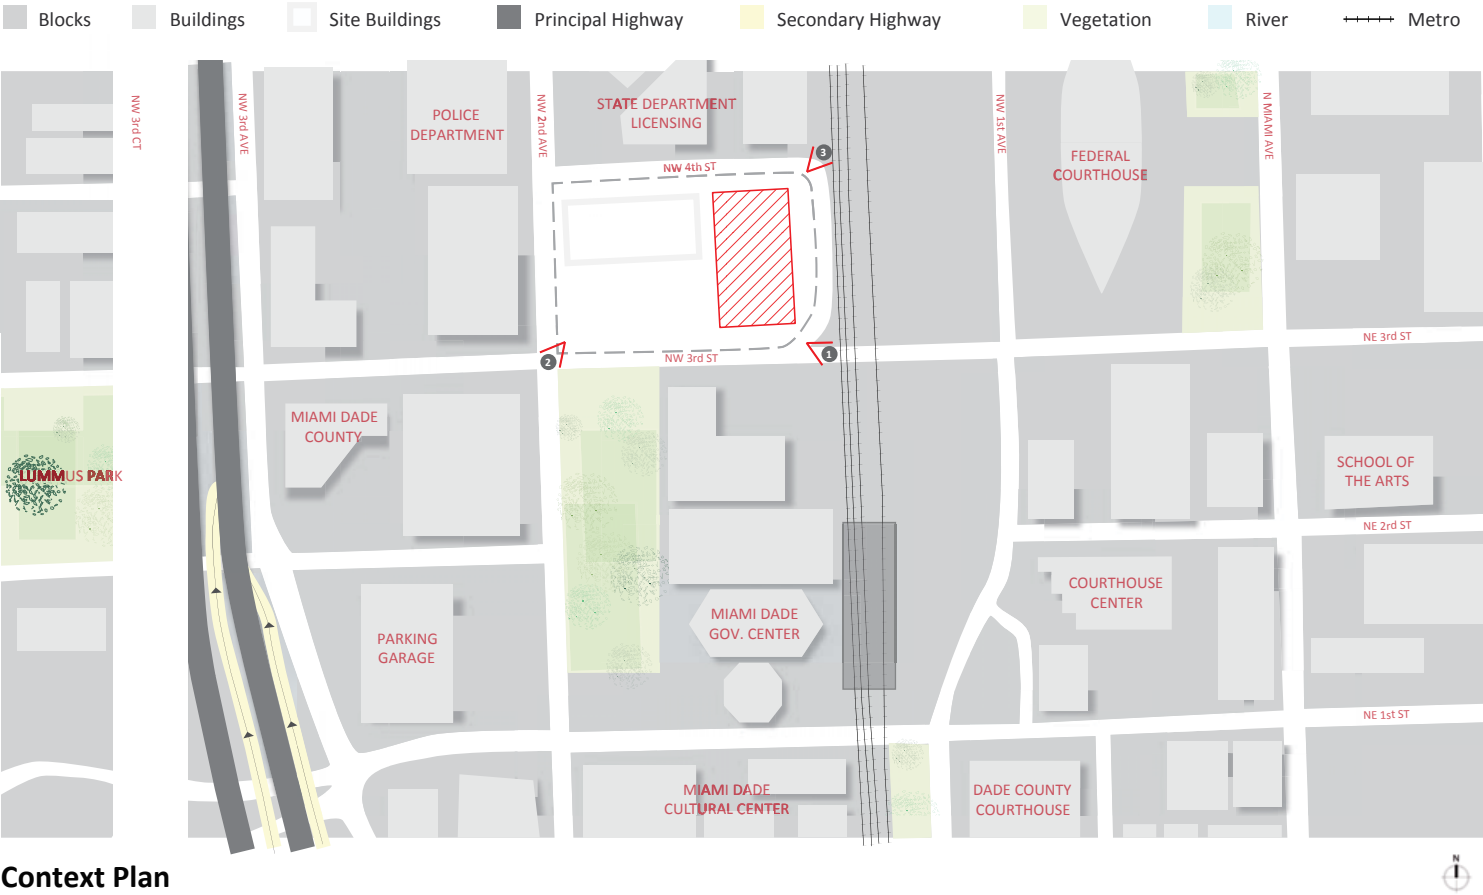 Blocks
Buildings
Site Buildings
Principal Highway
Secondary Highway
Vegetation
River
Metro
NW 3rd CT
NW 3rd AVE
POLICE
DEPARTMENT
NW 2nd AVE
STATE DEPARTMENT
LICENSING
NW 4th ST
3
NW 1st AVE
FEDERAL
COURTHOUSE
N MIAMI AVE
NE 3rd ST
2
NW 3rd ST
1
MIAMI DADE
COUNTY
LUMMUS PARK
SCHOOL OF
THE ARTS
NE 2rd ST
COURTHOUSE
CENTER
MIAMI DADE
GOV. CENTER
PARKING
GARAGE
NE 1st ST
MIAMI DADE
CULTURAL CENTER
DADE COUNTY
COURTHOUSE
Context Plan
N